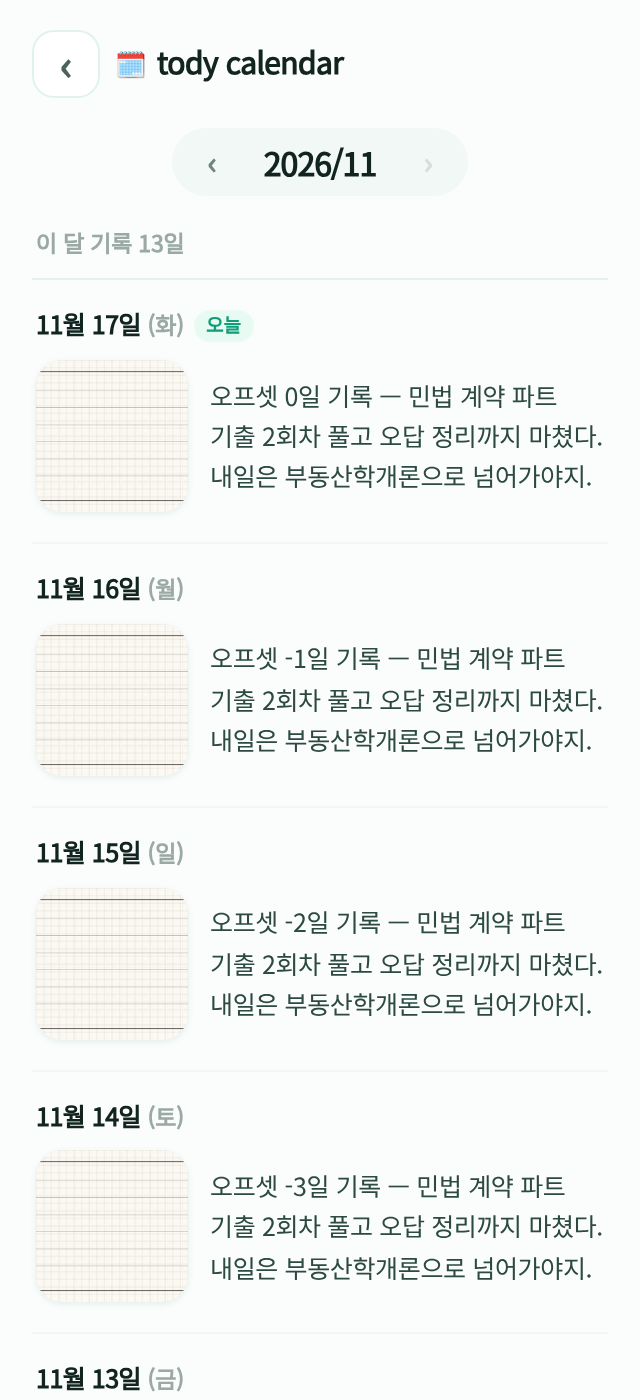 ‹ 🗓️ tody calendar
‹ 2026/11 ›
이 달 기록 13일
11월 17일 (화) 오늘
오프셋 0일 기록 — 민법 계약 파트
기출 2회차 풀고 오답 정리까지 마쳤다.
내일은 부동산학개론으로 넘어가야지.
11월 16일 (월)
오프셋 -1일 기록 — 민법 계약 파트
기출 2회차 풀고 오답 정리까지 마쳤다.
내일은 부동산학개론으로 넘어가야지.
11월 15일 (일)
오프셋 -2일 기록 — 민법 계약 파트
기출 2회차 풀고 오답 정리까지 마쳤다.
내일은 부동산학개론으로 넘어가야지.
11월 14일 (토)
오프셋 -3일 기록 — 민법 계약 파트
기출 2회차 풀고 오답 정리까지 마쳤다.
내일은 부동산학개론으로 넘어가야지.
11월 13일 (금)